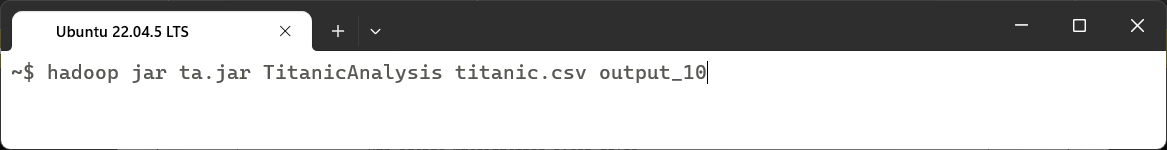 Ubuntu 22.04.5 LTS
~$ hadoop jar ta.jar TitanicAnalysis titanic.csv output_10